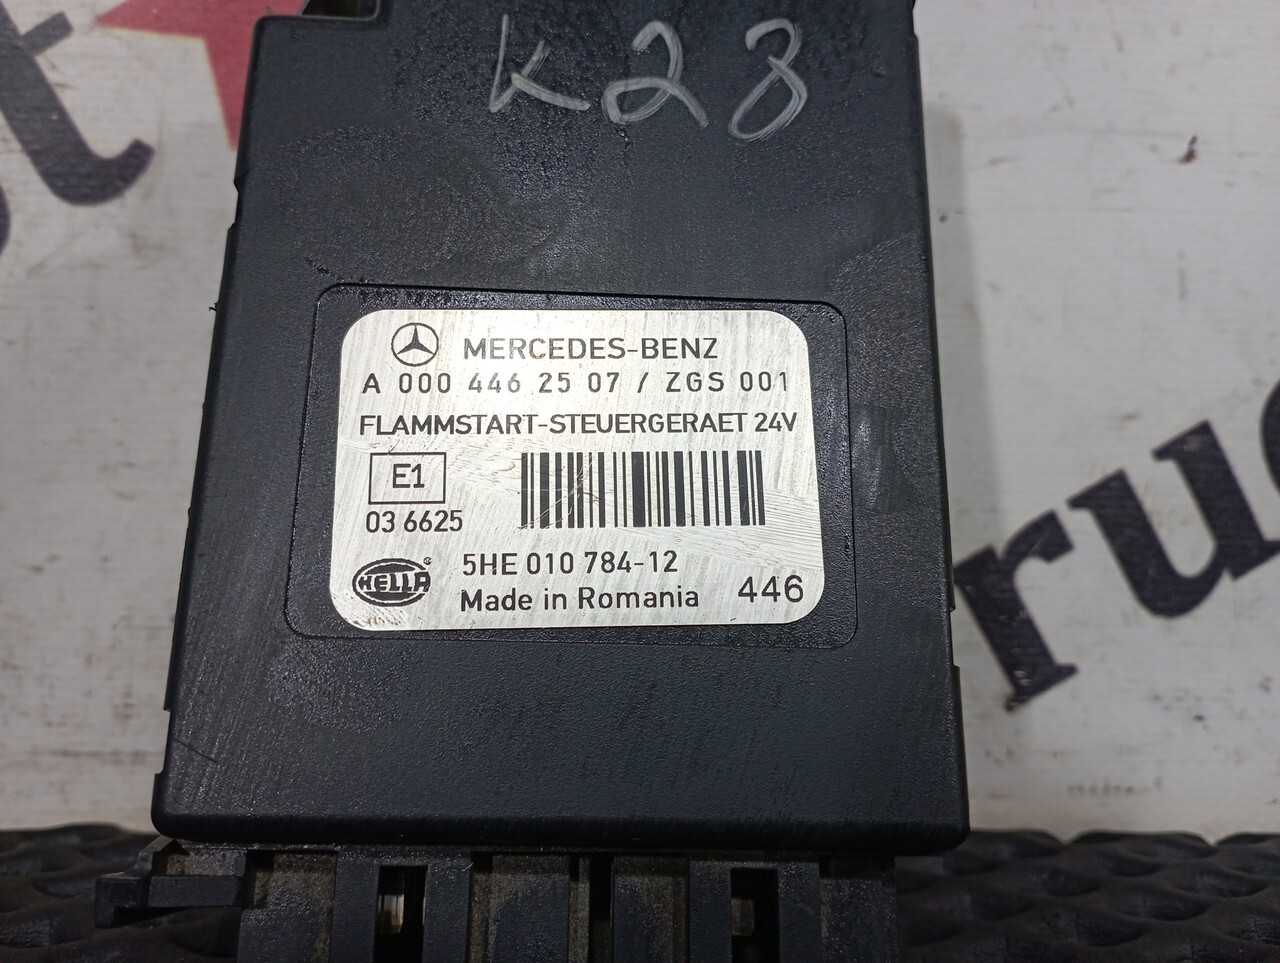 K28
MERCEDES-BENZ
A 000 446 25 07 / ZGS 001
FLAMMSTART-STEUERGERAET 24V
E1
03 6625
HELLA
5HE 010 784-12
Made in Romania
446